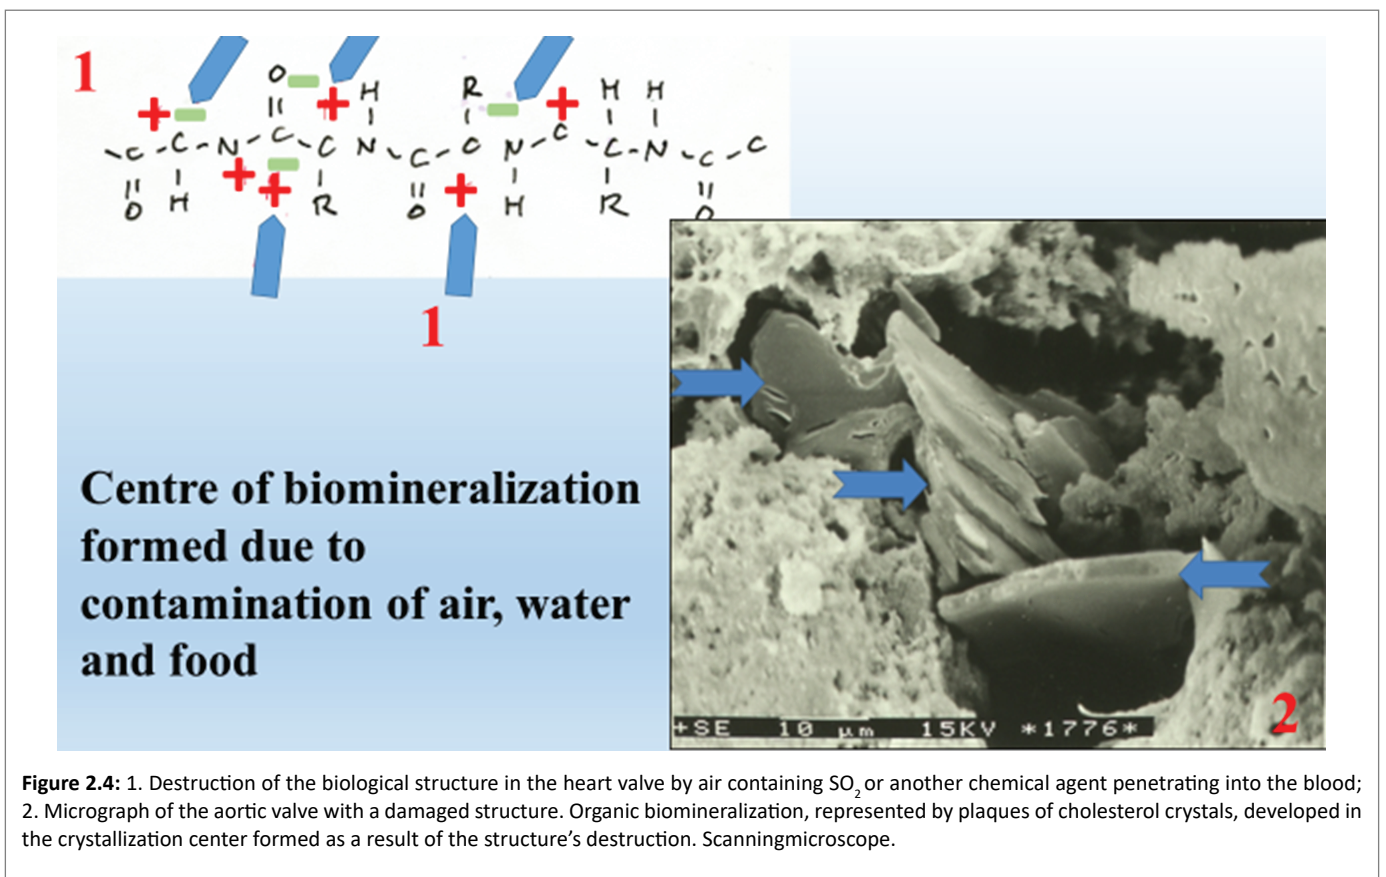 1
O H R H H
C - C - N - C - C N - C - C N - C - C - N - C - C
O H R O H R O
1
Centre of biomineralization
formed due to
contamination of air, water
and food
+SE 10 μm 15KV *1776*
2
Figure 2.4: 1. Destruction of the biological structure in the heart valve by air containing SO2 or another chemical agent penetrating into the blood;
2. Micrograph of the aortic valve with a damaged structure. Organic biomineralization, represented by plaques of cholesterol crystals, developed in
the crystallization center formed as a result of the structure’s destruction. Scanningmicroscope.